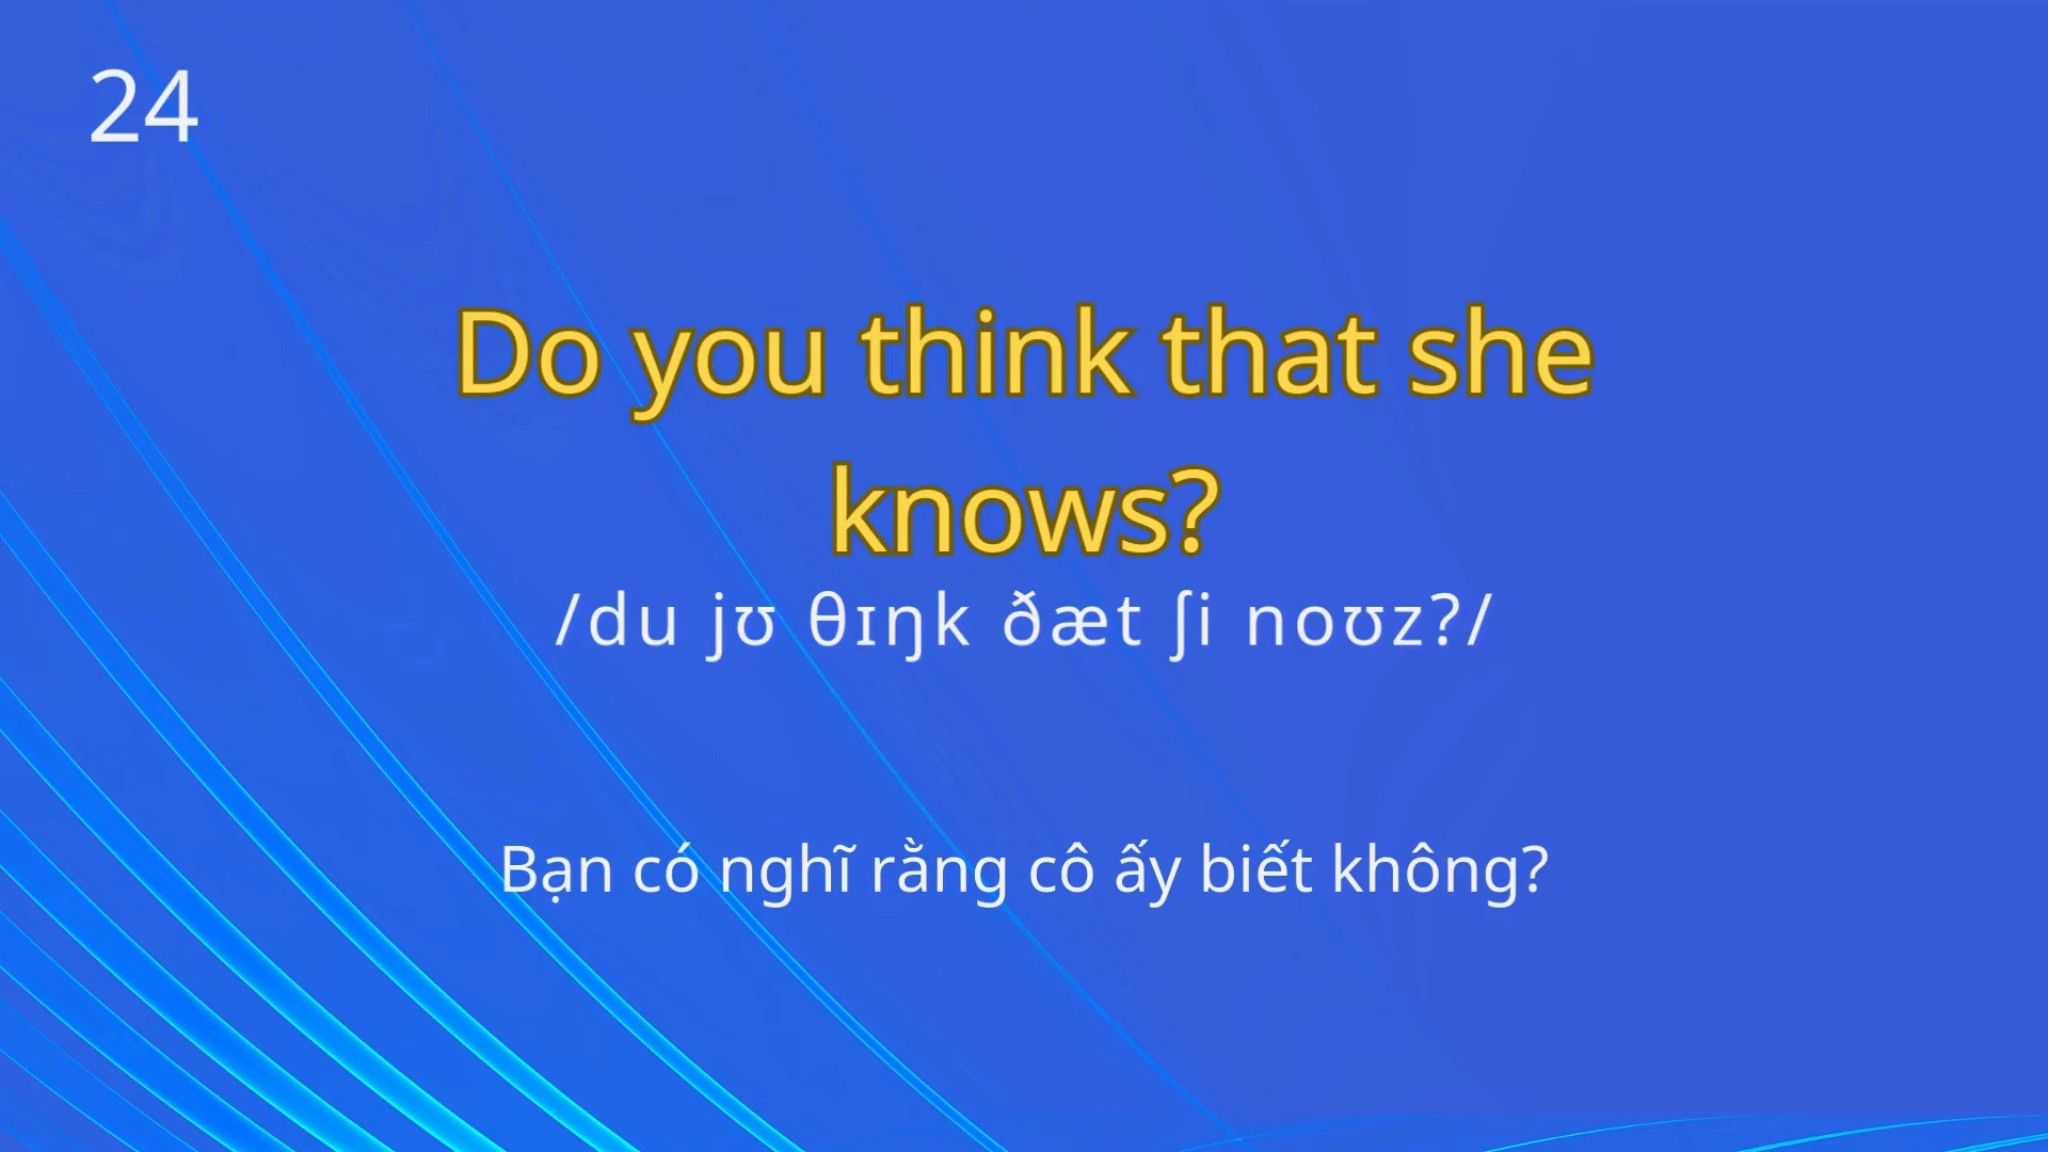 24
Do you think that she
knows?
/du jʊ θɪŋk ðæt ʃi noʊz?/
Bạn có nghĩ rằng cô ấy biết không?